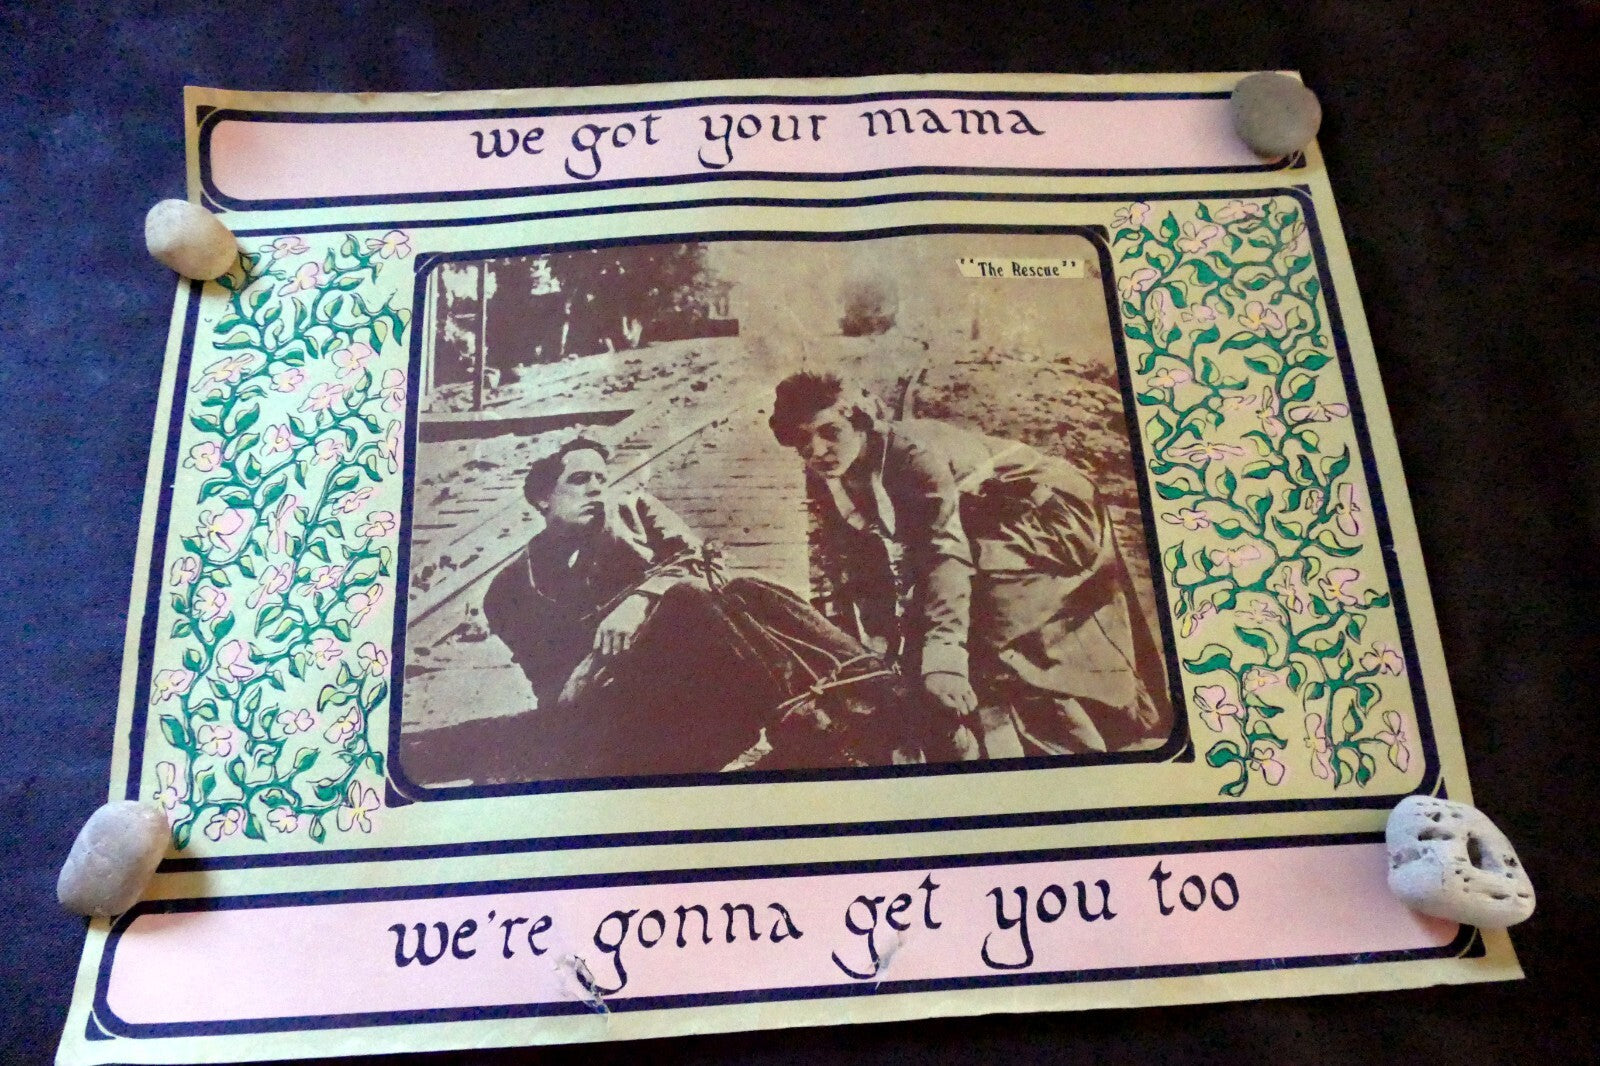 we got your mama
"The Rescue"
we're gonna get you too